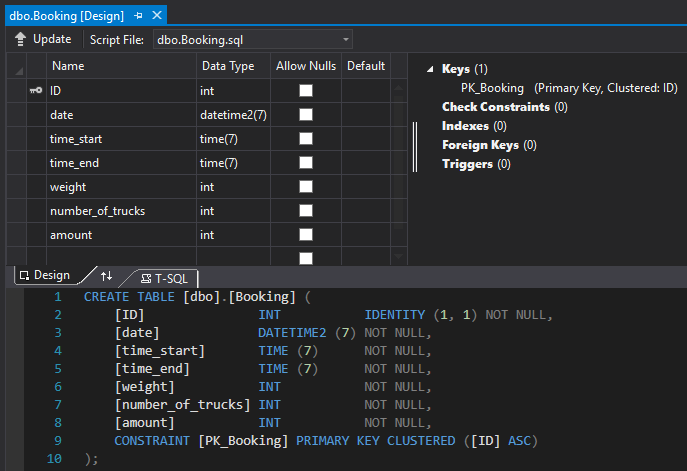 dbo.Booking [Design]
Update Script File: dbo.Booking.sql
Name Data Type Allow Nulls Default
ID int
date datetime2(7)
time_start time(7)
time_end time(7)
weight int
number_of_trucks int
amount int
Keys (1)
PK_Booking (Primary Key, Clustered: ID)
Check Constraints (0)
Indexes (0)
Foreign Keys (0)
Triggers (0)
Design T-SQL
1 CREATE TABLE [dbo].[Booking] (
2 [ID] INT IDENTITY (1, 1) NOT NULL,
3 [date] DATETIME2 (7) NOT NULL,
4 [time_start] TIME (7) NOT NULL,
5 [time_end] TIME (7) NOT NULL,
6 [weight] INT NOT NULL,
7 [number_of_trucks] INT NOT NULL,
8 [amount] INT NOT NULL,
9 CONSTRAINT [PK_Booking] PRIMARY KEY CLUSTERED ([ID] ASC)
10 );